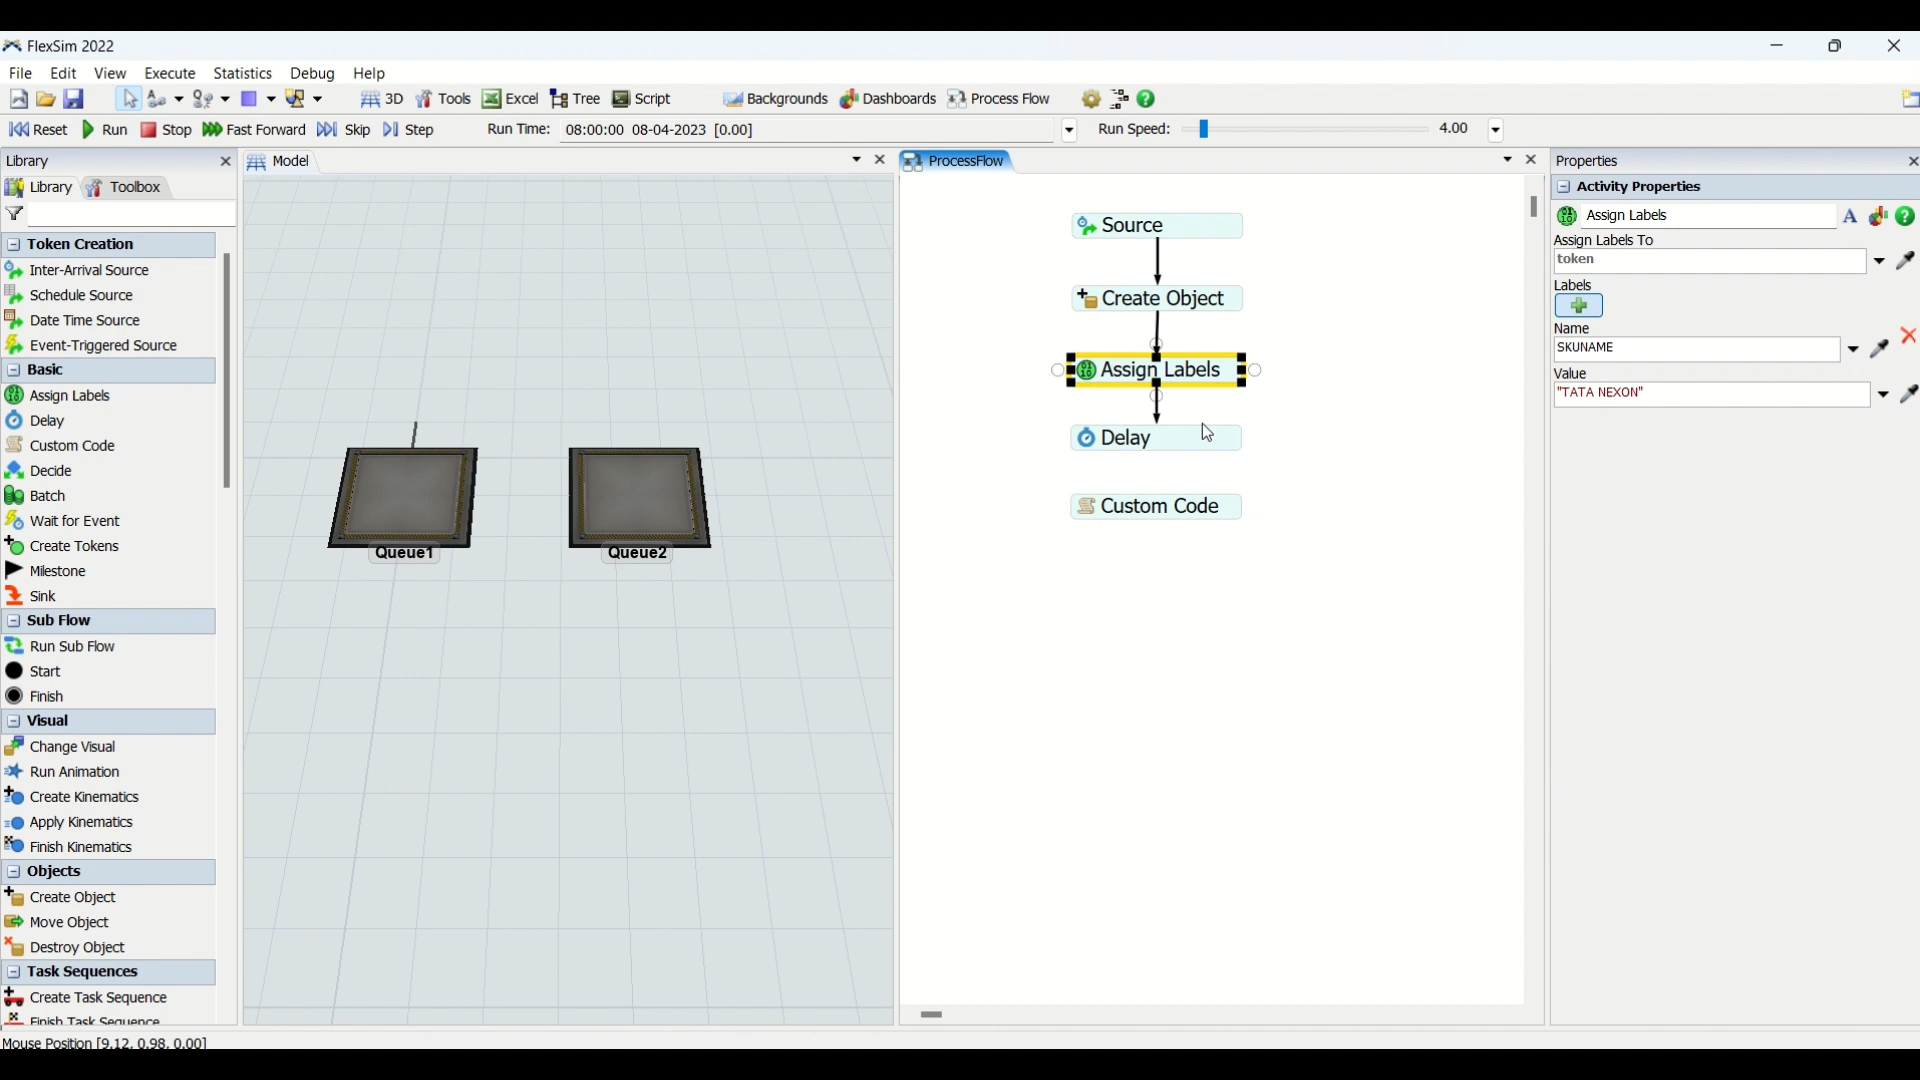 FlexSim 2022
File Edit View Execute Statistics Debug Help
3D Tools Excel Tree Script Backgrounds Dashboards Process Flow
Reset Run Stop Fast Forward Skip Step Run Time: 08:00:00 08-04-2023 [0.00] Run Speed: 4.00
Library
Library Toolbox
Token Creation
Inter-Arrival Source
Schedule Source
Date Time Source
Event-Triggered Source
Basic
Assign Labels
Delay
Custom Code
Decide
Batch
Wait for Event
Create Tokens
Milestone
Sink
Sub Flow
Run Sub Flow
Start
Finish
Visual
Change Visual
Run Animation
Create Kinematics
Apply Kinematics
Finish Kinematics
Objects
Create Object
Move Object
Destroy Object
Task Sequences
Create Task Sequence
Finish Task Sequence
Model
Queue1 Queue2
ProcessFlow
Source
Create Object
Assign Labels
Delay
Custom Code
Properties
Activity Properties
Assign Labels A
Assign Labels To
token
Labels
Name
SKUNAME
Value
"TATA NEXON"
Mouse Position [9.12, 0.98, 0.00]